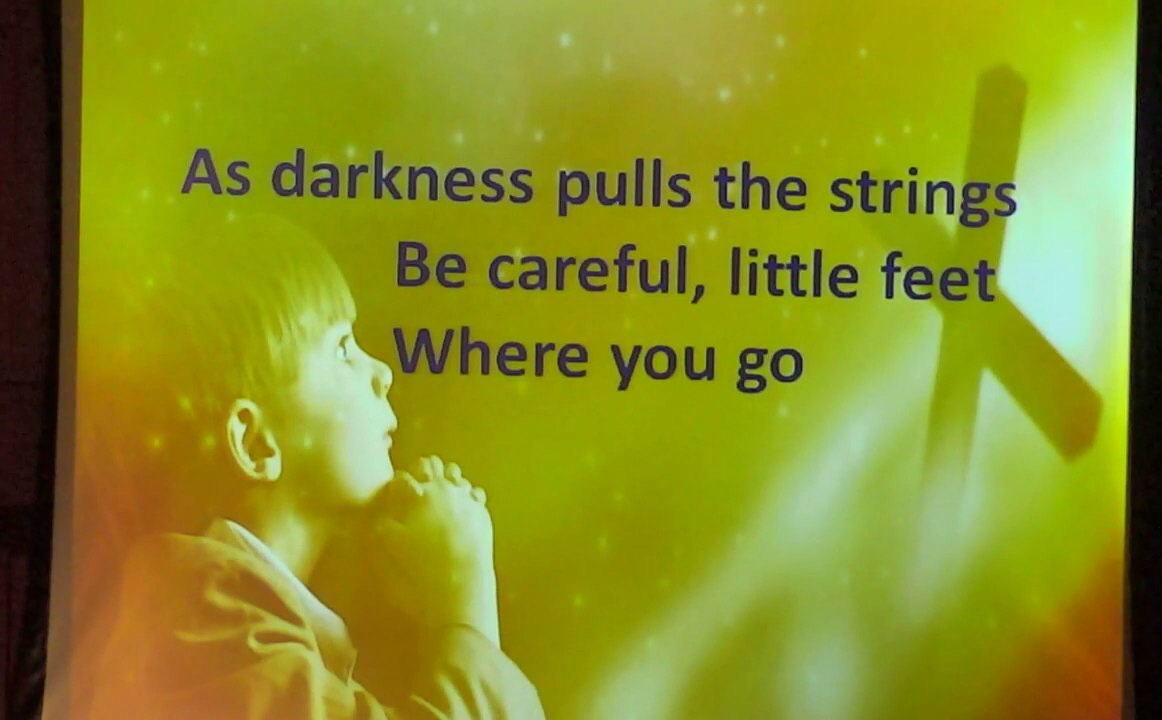 As darkness pulls the strings
Be careful, little feet
Where you go